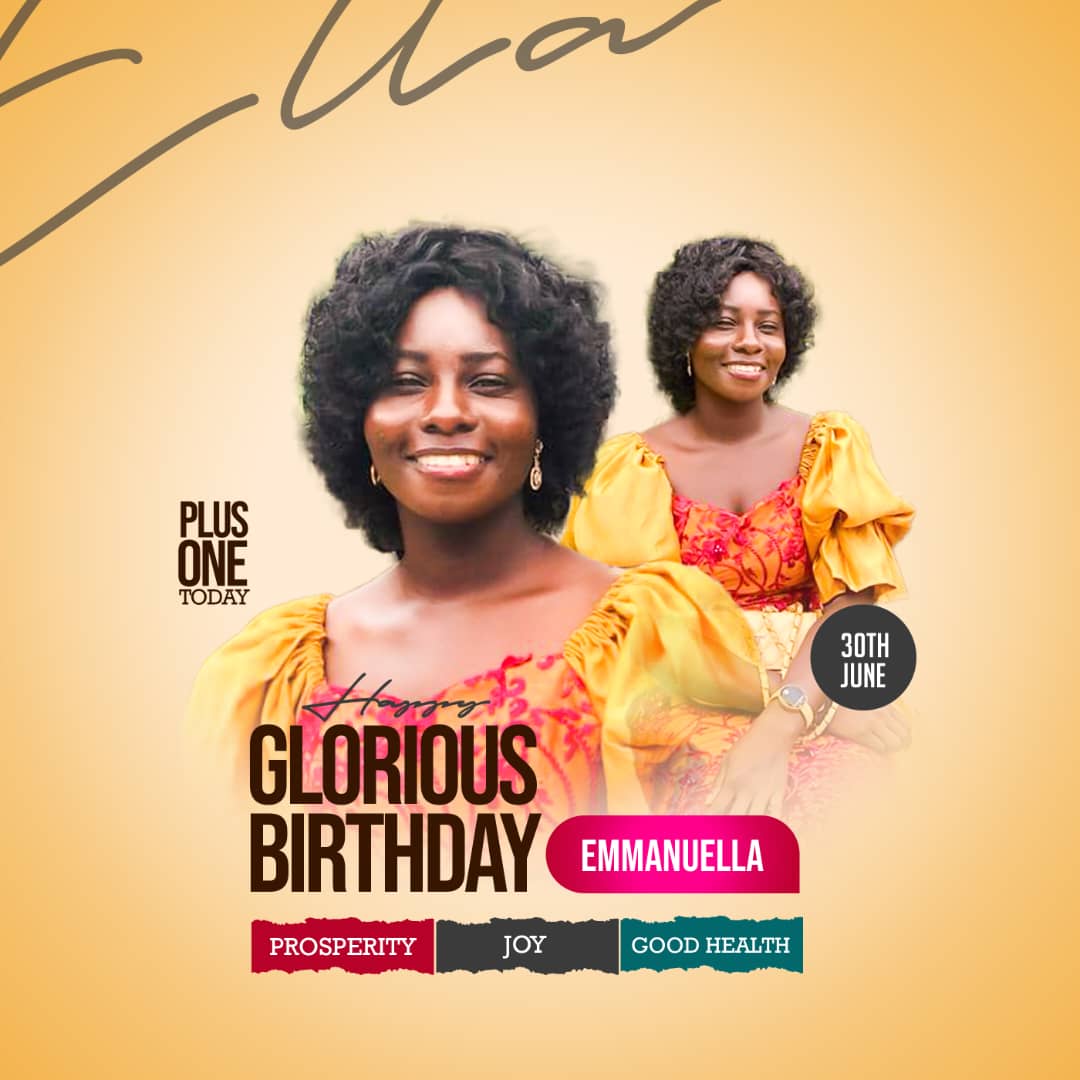 Ella
PLUS
ONE
TODAY
30TH
JUNE
Happy
GLORIOUS
BIRTHDAY
EMMANUELLA
PROSPERITY
JOY
GOOD HEALTH